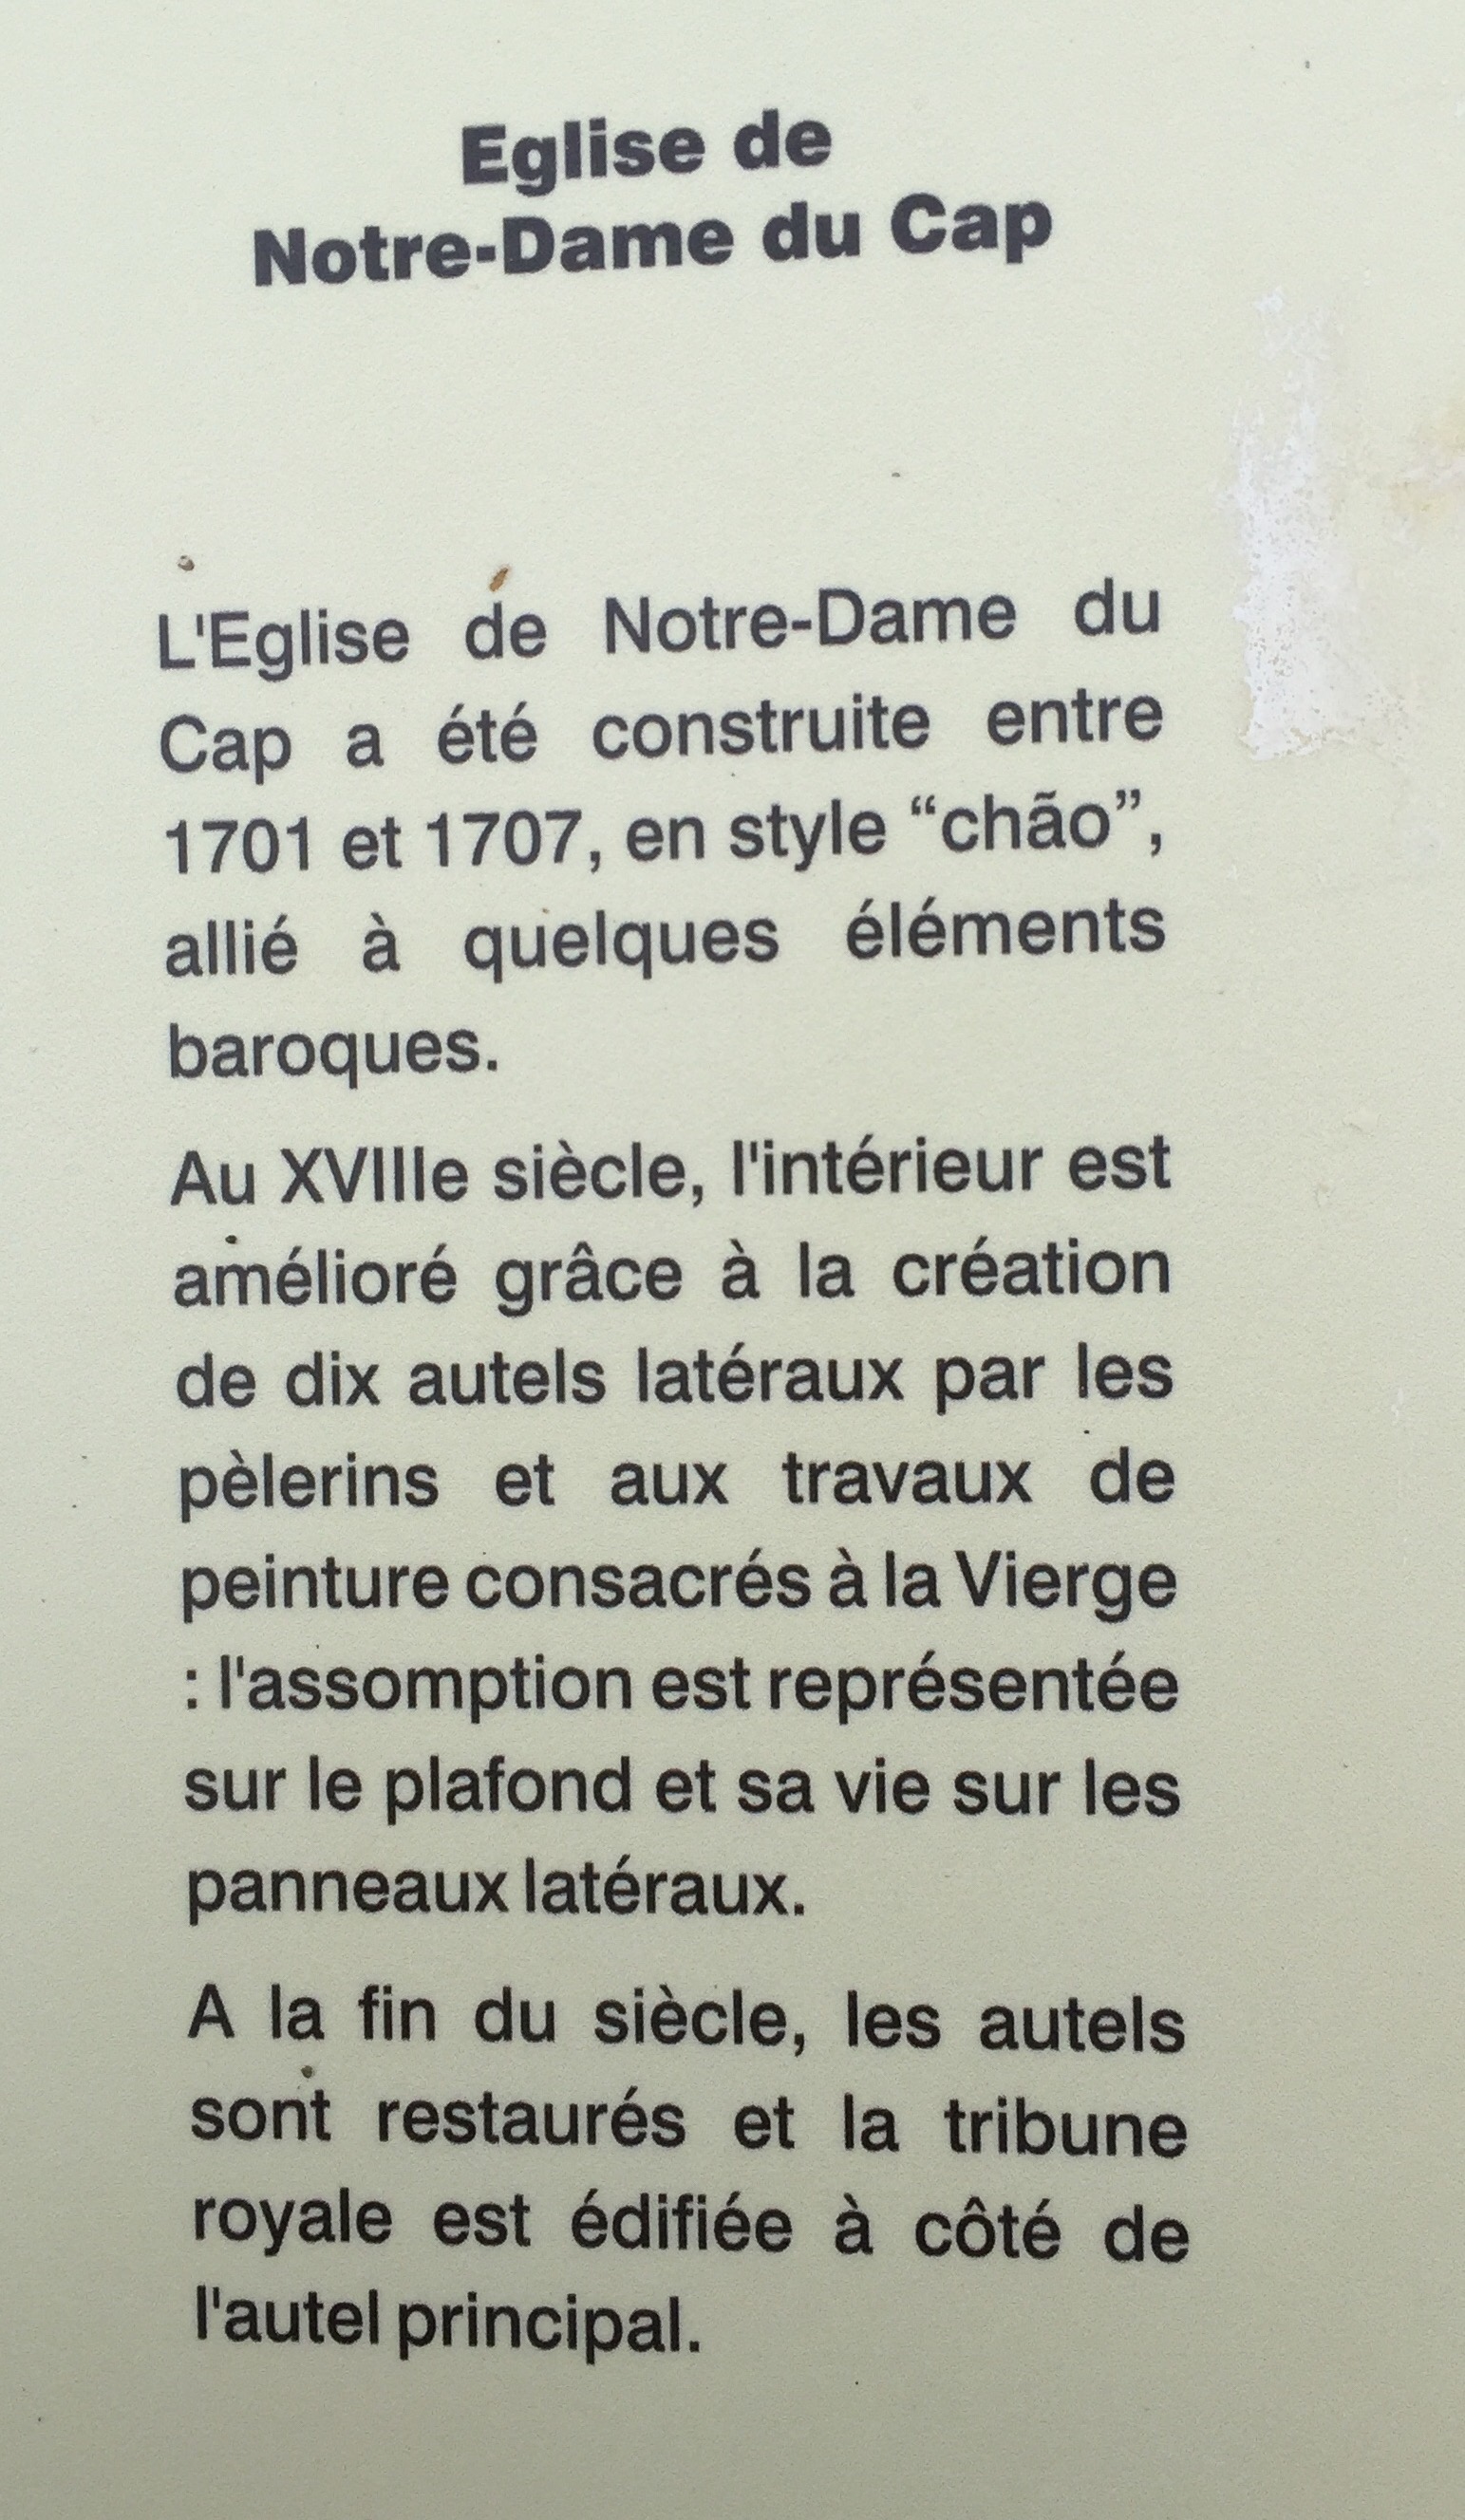 Eglise de
Notre-Dame du Cap
L'Eglise de Notre-Dame du
Cap a été construite entre
1701 et 1707, en style “chão”,
allié à quelques éléments
baroques.
Au XVIIIe siècle, l'intérieur est
amélioré grâce à la création
de dix autels latéraux par les
pèlerins et aux travaux de
peinture consacrés à la Vierge
: l'assomption est représentée
sur le plafond et sa vie sur les
panneaux latéraux.
A la fin du siècle, les autels
sont restaurés et la tribune
royale est édifiée à côté de
l'autel principal.